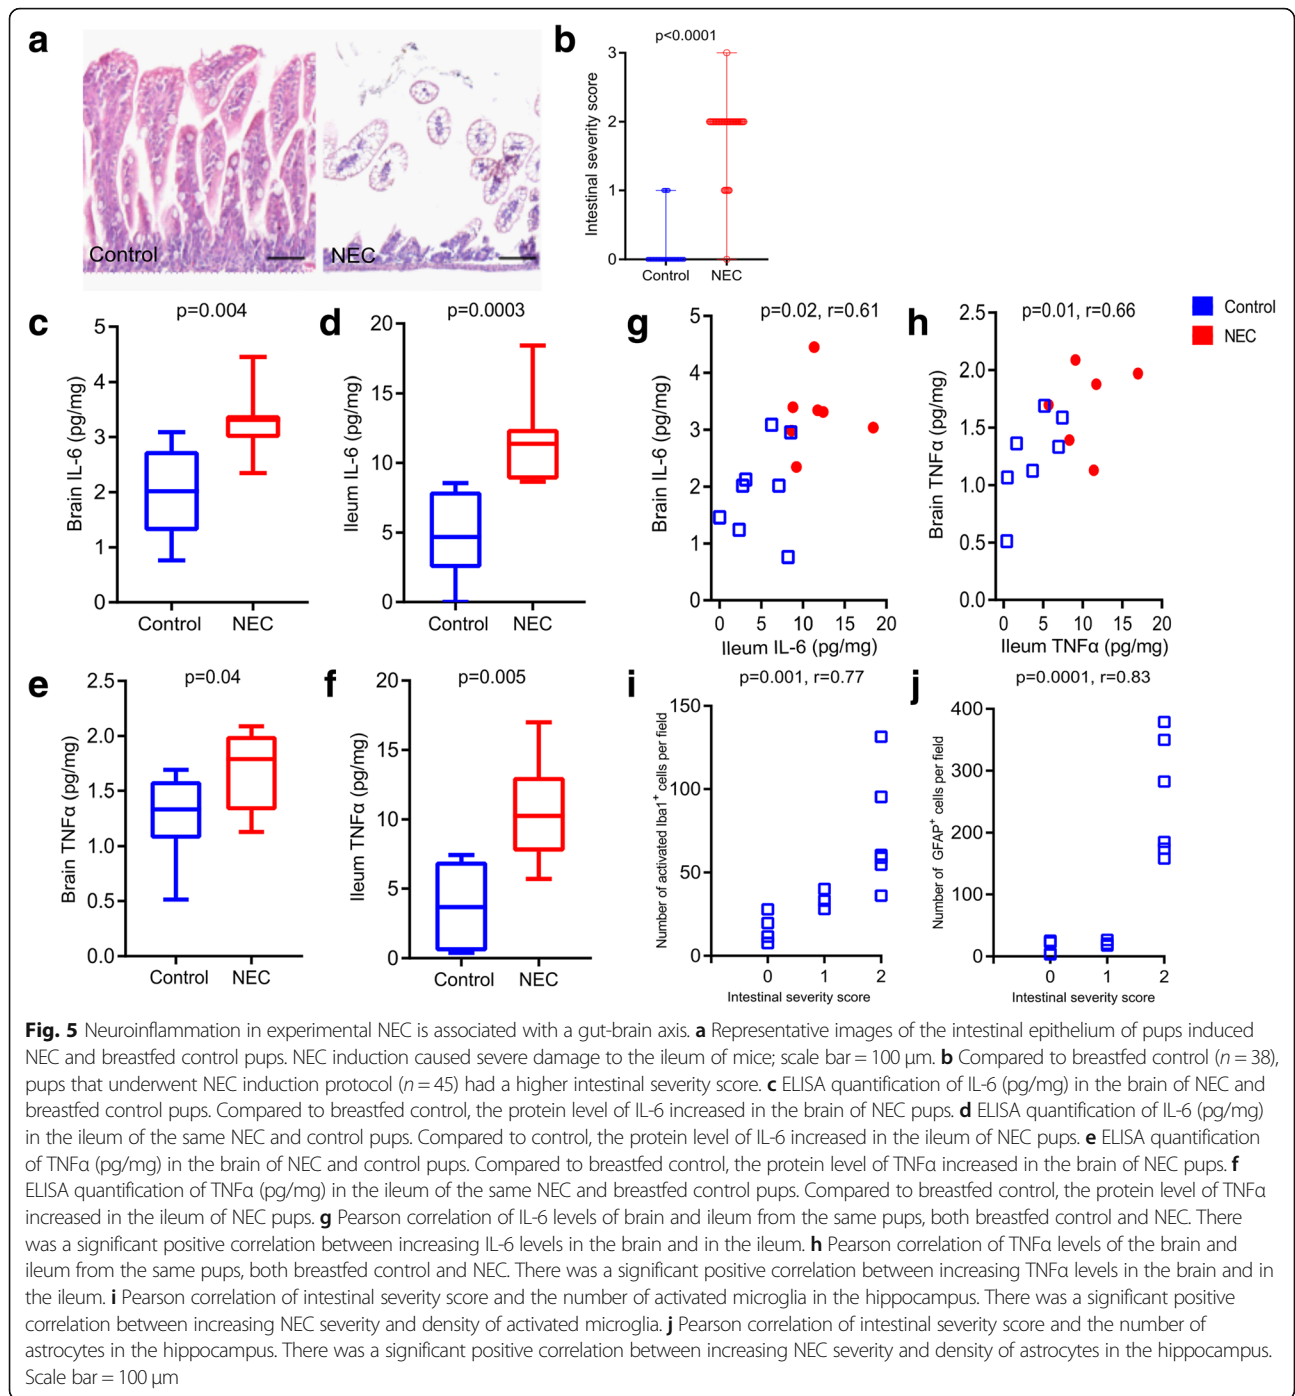 a
Control
NEC
b
p<0.0001
Intestinal severity score
3
2
1
0
Control
NEC
c
p=0.004
Brain IL-6 (pg/mg)
5
4
3
2
1
0
Control
NEC
d
p=0.0003
Ileum IL-6 (pg/mg)
20
15
10
5
0
Control
NEC
g
p=0.02, r=0.61
Brain IL-6 (pg/mg)
5
4
3
2
1
0
0 5 10 15 20
Ileum IL-6 (pg/mg)
h
p=0.01, r=0.66
Brain TNFα (pg/mg)
2.5
2.0
1.5
1.0
0.5
0.0
0 5 10 15 20
Ileum TNFα (pg/mg)
Control
NEC
e
p=0.04
Brain TNFα (pg/mg)
2.5
2.0
1.5
1.0
0.5
0.0
Control
NEC
f
p=0.005
Ileum TNFα (pg/mg)
20
15
10
5
0
Control
NEC
i
p=0.001, r=0.77
Number of activated Iba1+ cells per field
150
100
50
0
0 1 2
Intestinal severity score
j
p=0.0001, r=0.83
Number of GFAP+ cells per field
400
300
200
100
0
0 1 2
Intestinal severity score
Fig. 5 Neuroinflammation in experimental NEC is associated with a gut-brain axis. a Representative images of the intestinal epithelium of pups induced
NEC and breastfed control pups. NEC induction caused severe damage to the ileum of mice; scale bar = 100 μm. b Compared to breastfed control (n = 38),
pups that underwent NEC induction protocol (n = 45) had a higher intestinal severity score. c ELISA quantification of IL-6 (pg/mg) in the brain of NEC and
breastfed control pups. Compared to breastfed control, the protein level of IL-6 increased in the brain of NEC pups. d ELISA quantification of IL-6 (pg/mg)
in the ileum of the same NEC and control pups. Compared to control, the protein level of IL-6 increased in the ileum of NEC pups. e ELISA quantification
of TNFα (pg/mg) in the brain of NEC and control pups. Compared to breastfed control, the protein level of TNFα increased in the brain of NEC pups. f
ELISA quantification of TNFα (pg/mg) in the ileum of the same NEC and breastfed control pups. Compared to breastfed control, the protein level of TNFα
increased in the ileum of NEC pups. g Pearson correlation of IL-6 levels of brain and ileum from the same pups, both breastfed control and NEC. There
was a significant positive correlation between increasing IL-6 levels in the brain and in the ileum. h Pearson correlation of TNFα levels of the brain and
ileum from the same pups, both breastfed control and NEC. There was a significant positive correlation between increasing TNFα levels in the brain and in
the ileum. i Pearson correlation of intestinal severity score and the number of activated microglia in the hippocampus. There was a significant positive
correlation between increasing NEC severity and density of activated microglia. j Pearson correlation of intestinal severity score and the number of
astrocytes in the hippocampus. There was a significant positive correlation between increasing NEC severity and density of astrocytes in the hippocampus.
Scale bar = 100 μm